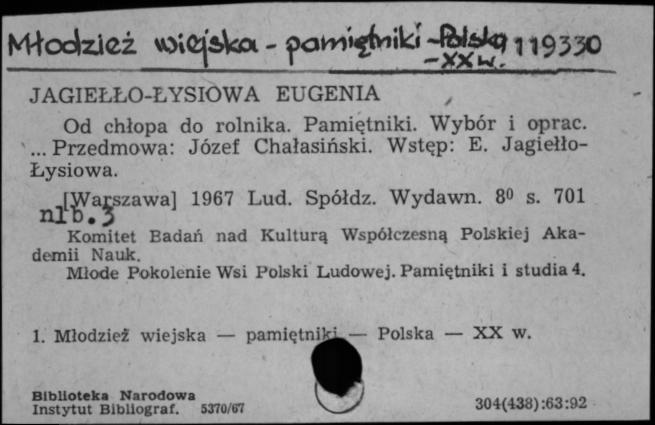 Młodzież wiejska - pamiętniki - Polska 119330
- XX w.
JAGIEŁŁO-ŁYSIOWA EUGENIA
Od chłopa do rolnika. Pamiętniki. Wybór i oprac.
... Przedmowa: Józef Chałasiński. Wstęp: E. Jagiełło-
Łysiowa.
[Warszawa] 1967 Lud. Spółdz. Wydawn. 8⁰ s. 701
nlb. 3
Komitet Badań nad Kulturą Współczesną Polskiej Aka-
demii Nauk.
Młode Pokolenie Wsi Polski Ludowej. Pamiętniki i studia 4.
1. Młodzież wiejska — pamiętniki — Polska — XX w.
Biblioteka Narodowa
Instytut Bibliograf. 5370/67
304(438):63:92